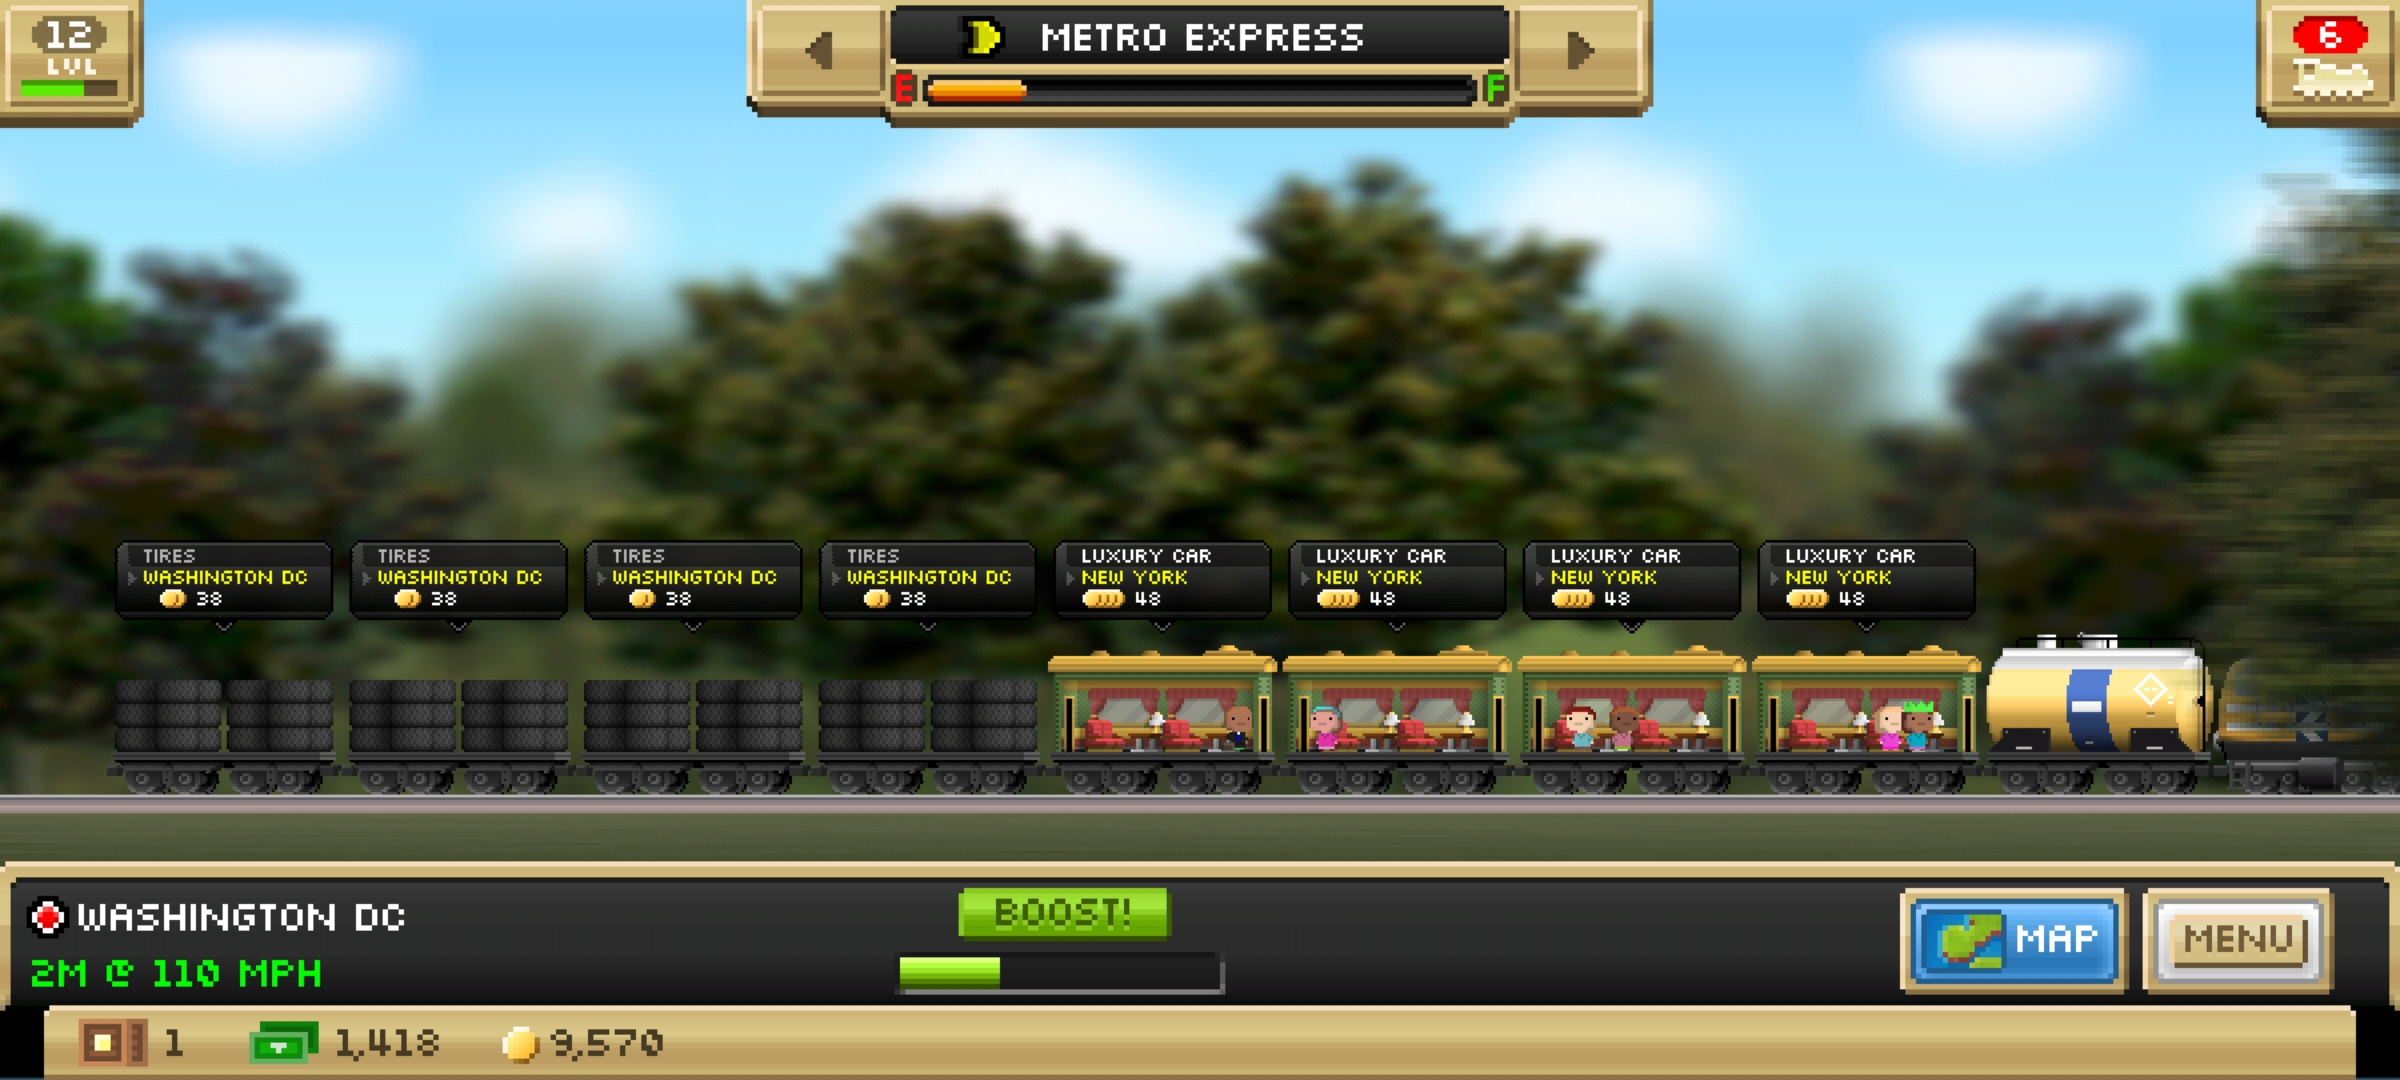 12
LVL
METRO EXPRESS
E
F
6
TIRES
WASHINGTON DC
38
TIRES
WASHINGTON DC
38
TIRES
WASHINGTON DC
38
TIRES
WASHINGTON DC
38
LUXURY CAR
NEW YORK
48
LUXURY CAR
NEW YORK
48
LUXURY CAR
NEW YORK
48
LUXURY CAR
NEW YORK
48
WASHINGTON DC
2M @ 110 MPH
BOOST!
MAP
MENU
1
1,418
9,570